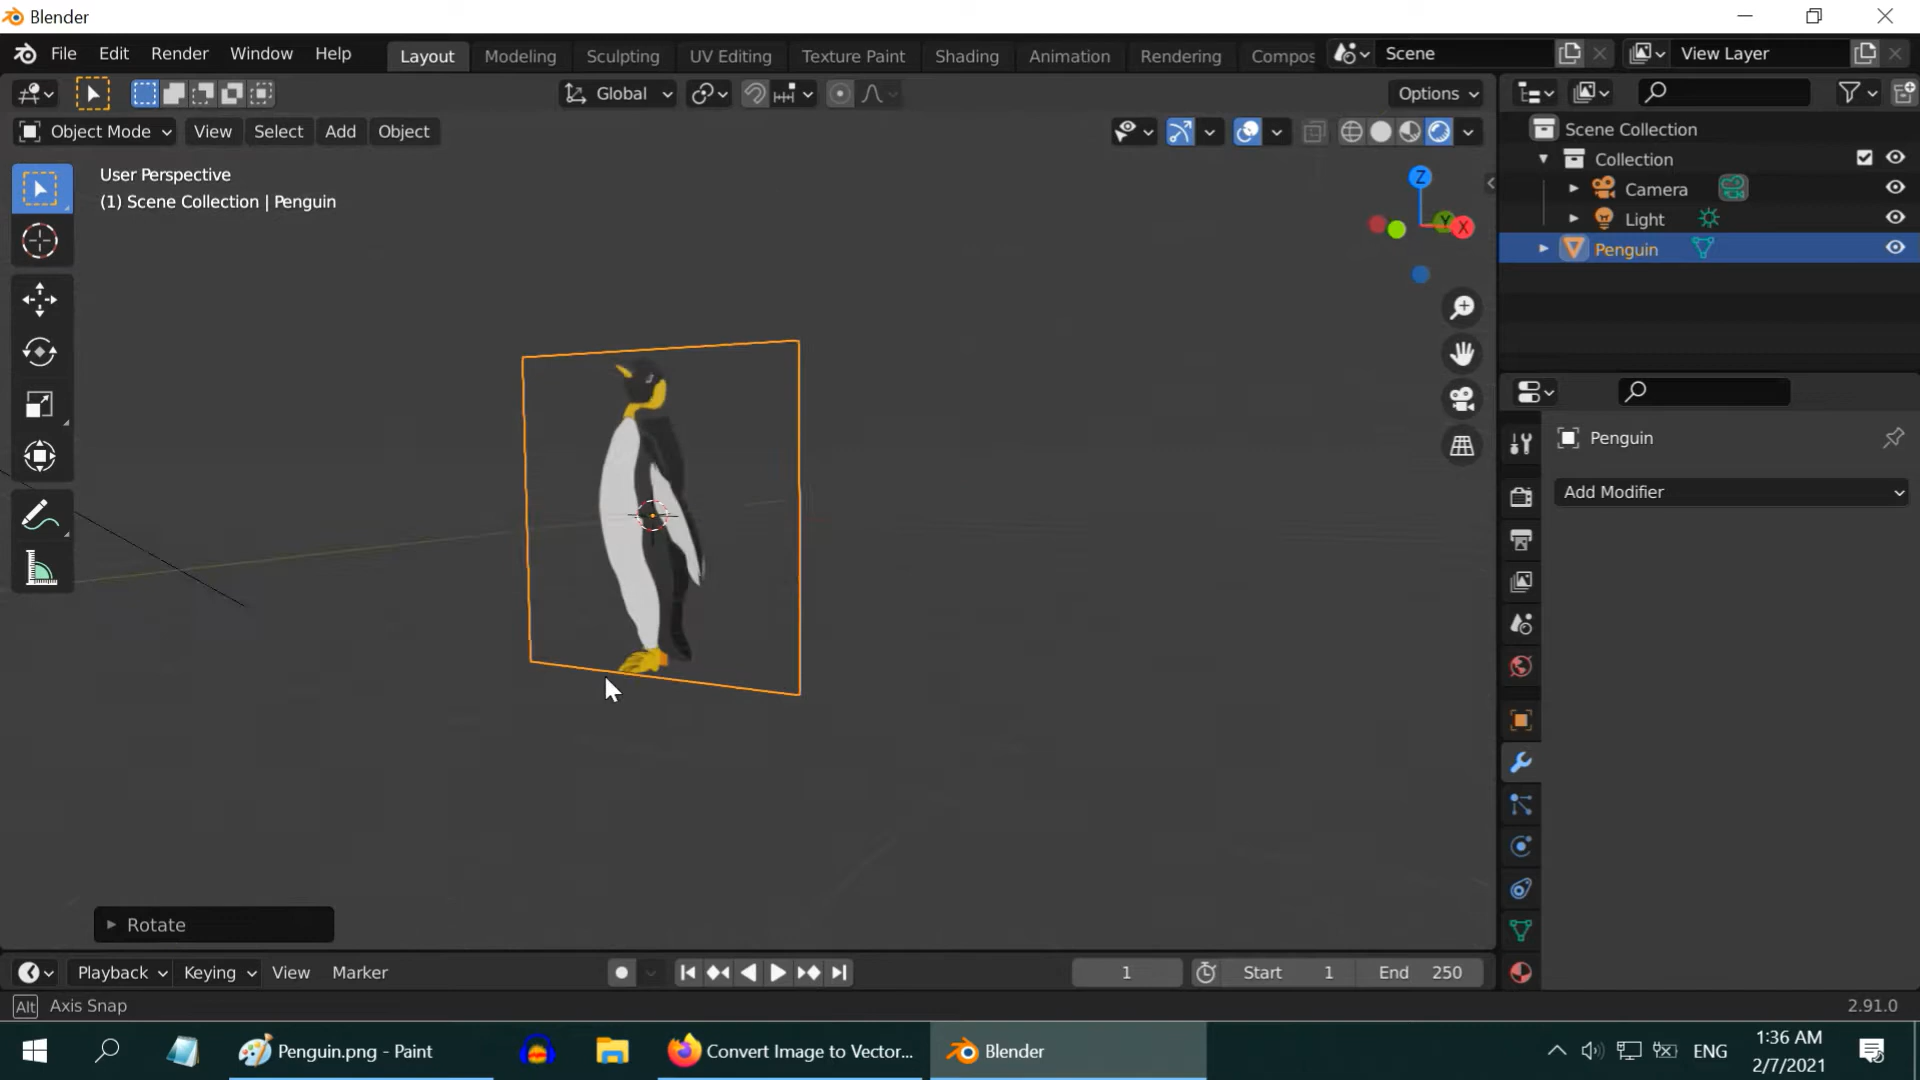 Blender
File Edit Render Window Help Layout Modeling Sculpting UV Editing Texture Paint Shading Animation Rendering Compos Scene View Layer
Global Options
Object Mode View Select Add Object
User Perspective
(1) Scene Collection | Penguin
Z
Y
X
Scene Collection
Collection
Camera
Light
Penguin
Penguin
Add Modifier
Rotate
Playback Keying View Marker 1 Start 1 End 250
Alt Axis Snap 2.91.0
Penguin.png - Paint Convert Image to Vector... Blender ENG 1:36 AM
2/7/2021